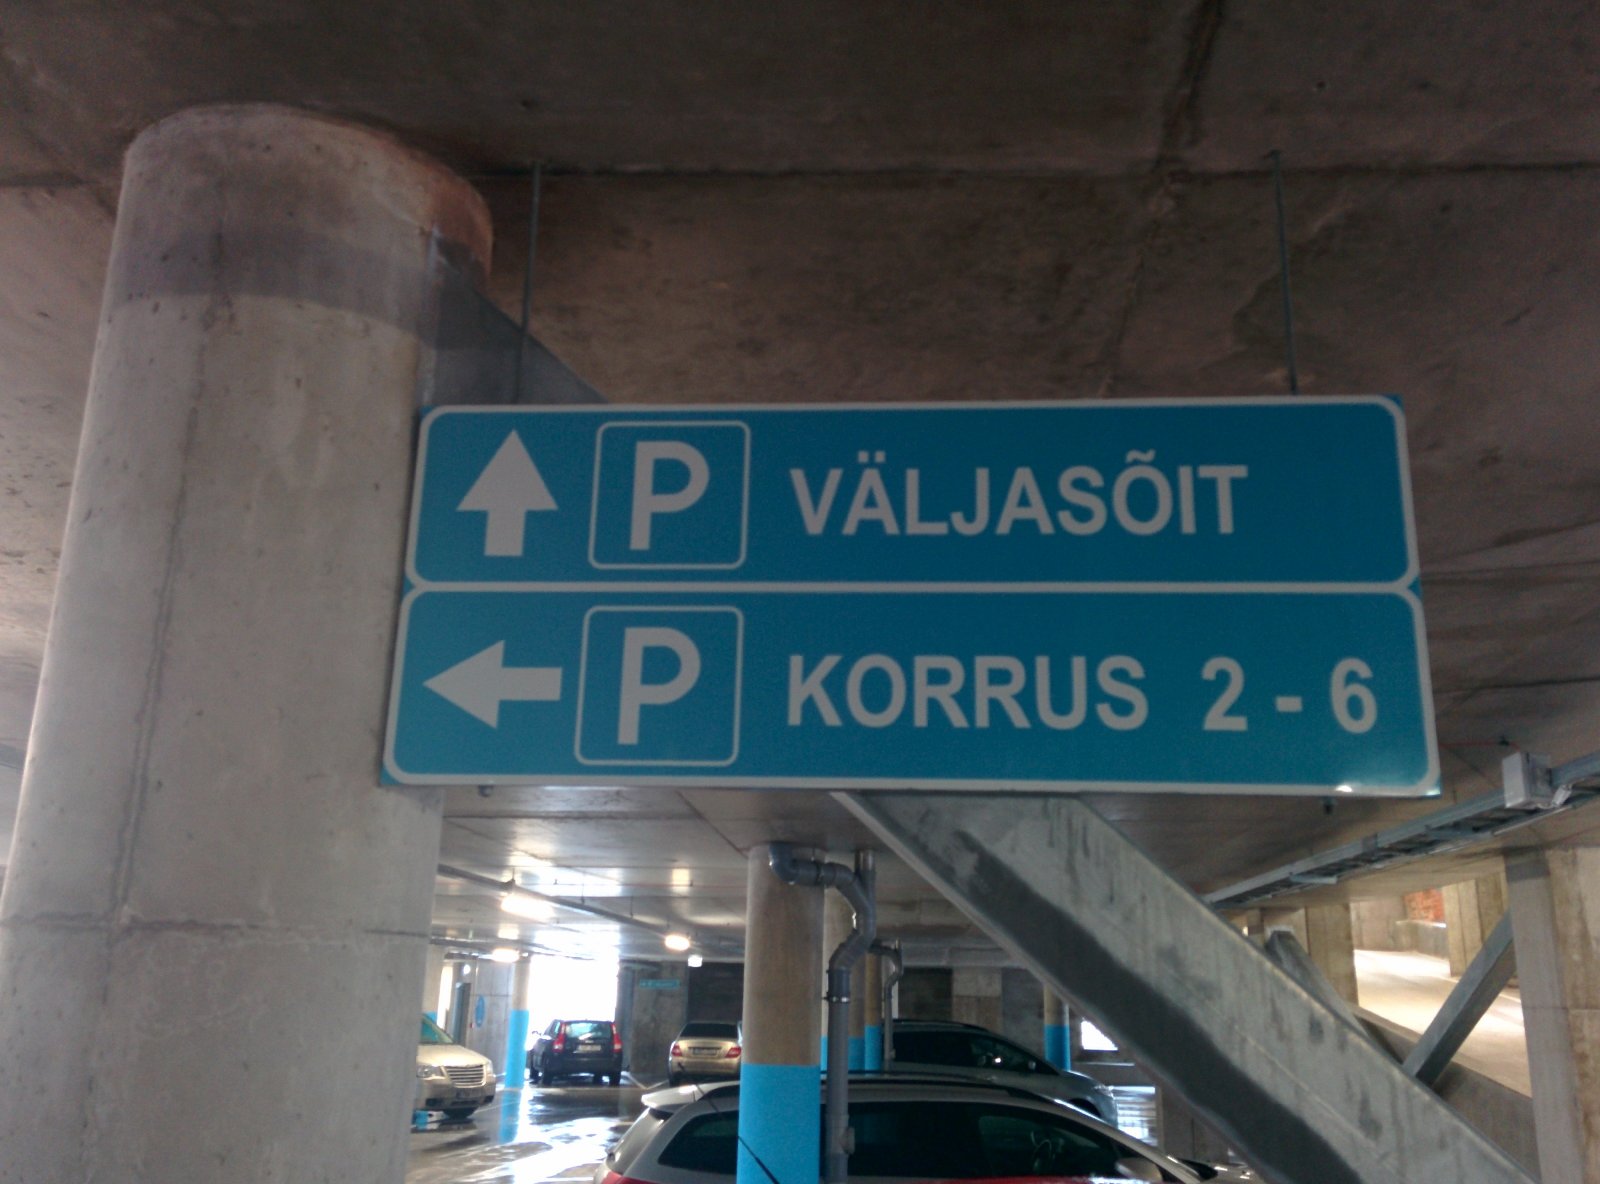 P VÄLJASÕIT
P KORRUS 2 - 6